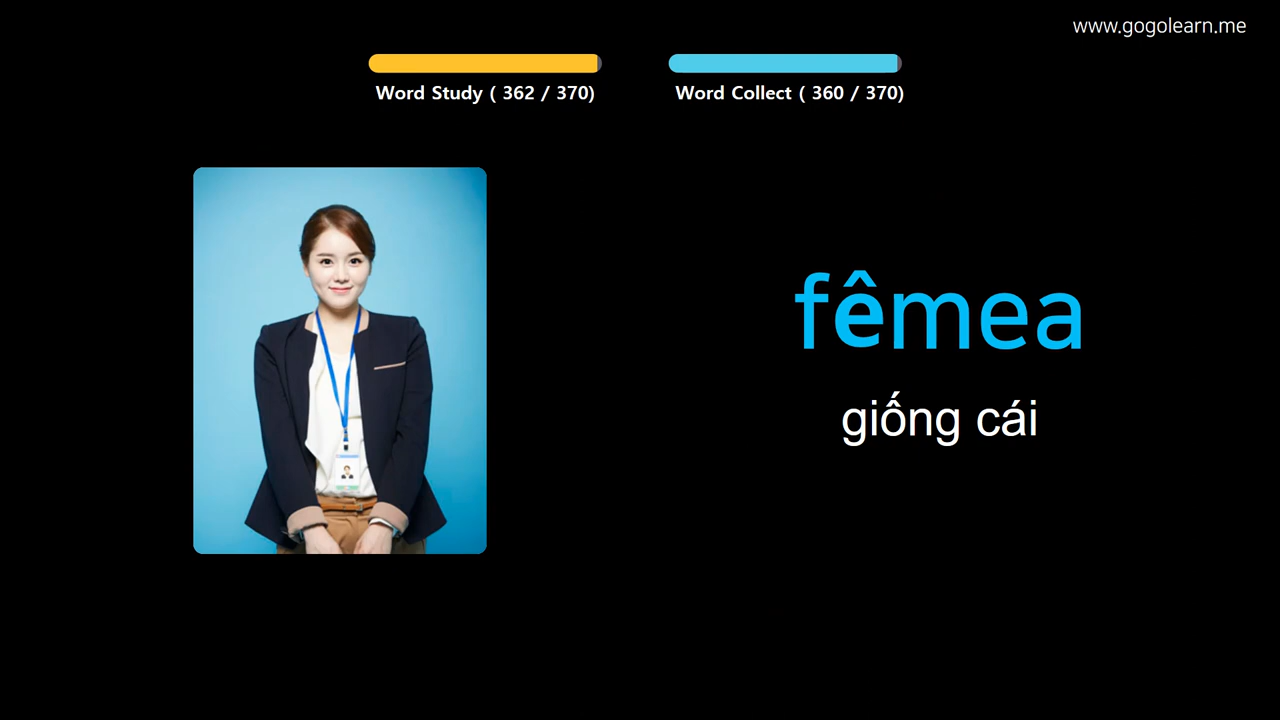 www.gogolearn.me
Word Study ( 362 / 370)
Word Collect ( 360 / 370)
fêmea
giống cái